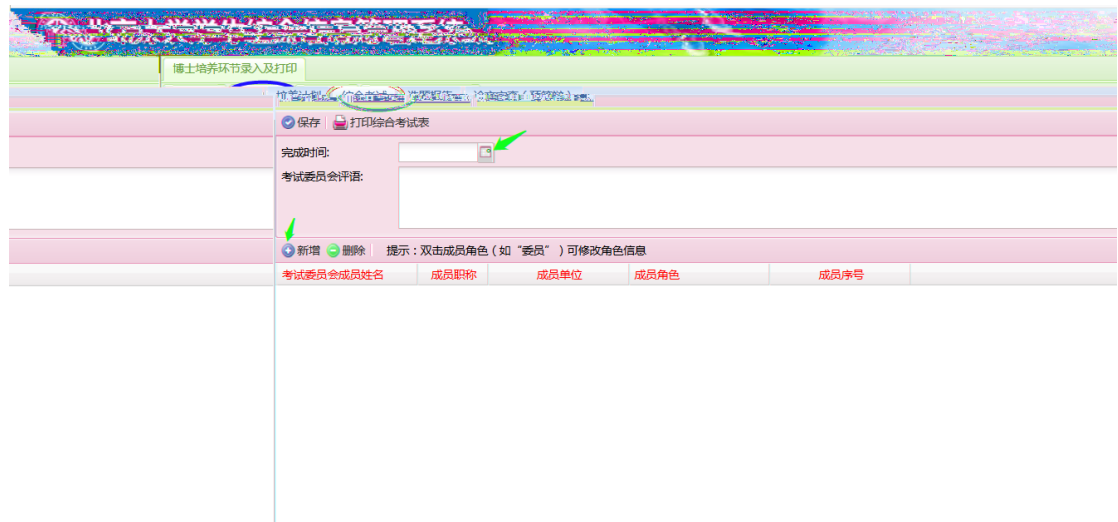 博士培养环节录入及打印
综合考试
保存 打印综合考试表
完成时间:
考试委员会评语:
新增 删除 提示：双击成员角色（如“委员”）可修改角色信息
考试委员会成员姓名 成员职称 成员单位 成员角色 成员序号